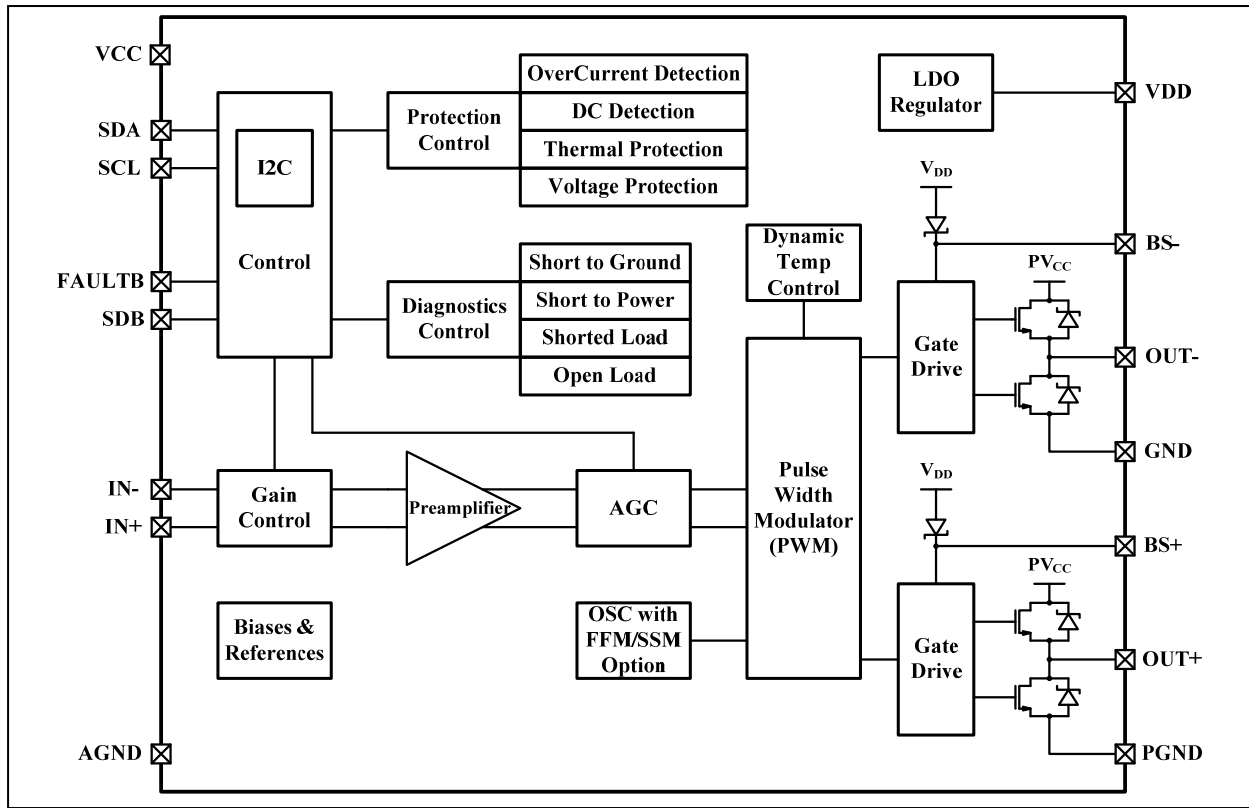 VCC
SDA
SCL
FAULTB
SDB
IN-
IN+
AGND
I2C
Control
Protection
Control
OverCurrent Detection
DC Detection
Thermal Protection
Voltage Protection
Diagnostics
Control
Short to Ground
Short to Power
Shorted Load
Open Load
Gain
Control
Preamplifier
AGC
Biases &
References
OSC with
FFM/SSM
Option
Dynamic
Temp
Control
Pulse
Width
Modulator
(PWM)
LDO
Regulator
VDD
Gate
Drive
PVCC
VDD
Gate
Drive
PVCC
VDD
BS-
OUT-
GND
BS+
OUT+
PGND